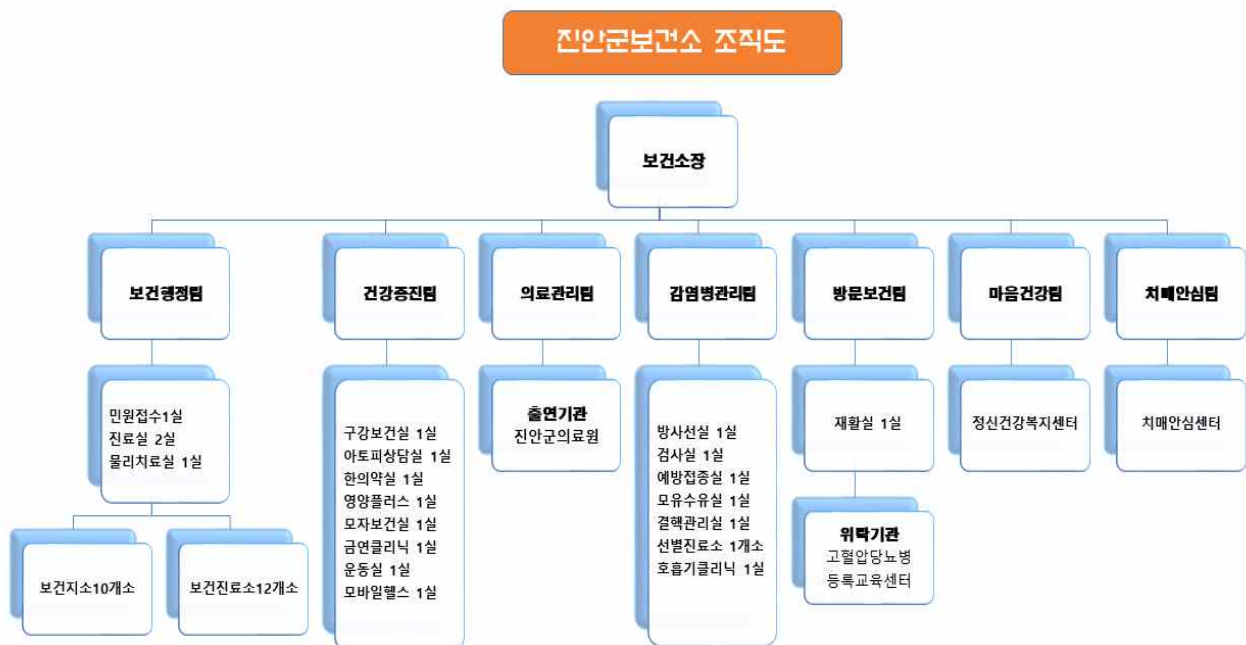 진안군보건소 조직도
보건소장
보건행정팀
건강증진팀
의료관리팀
감염병관리팀
방문보건팀
마음건강팀
치매안심팀
민원접수1실
진료실 2실
물리치료실 1실
보건지소10개소
보건진료소12개소
구강보건실 1실
아토피상담실 1실
한의약실 1실
영양플러스 1실
모자보건실 1실
금연클리닉 1실
운동실 1실
모바일헬스 1실
출연기관
진안군의료원
방사선실 1실
검사실 1실
예방접종실 1실
모유수유실 1실
결핵관리실 1실
선별진료소 1개소
호흡기클리닉 1실
재활실 1실
위탁기관
고혈압당뇨병
등록교육센터
정신건강복지센터
치매안심센터